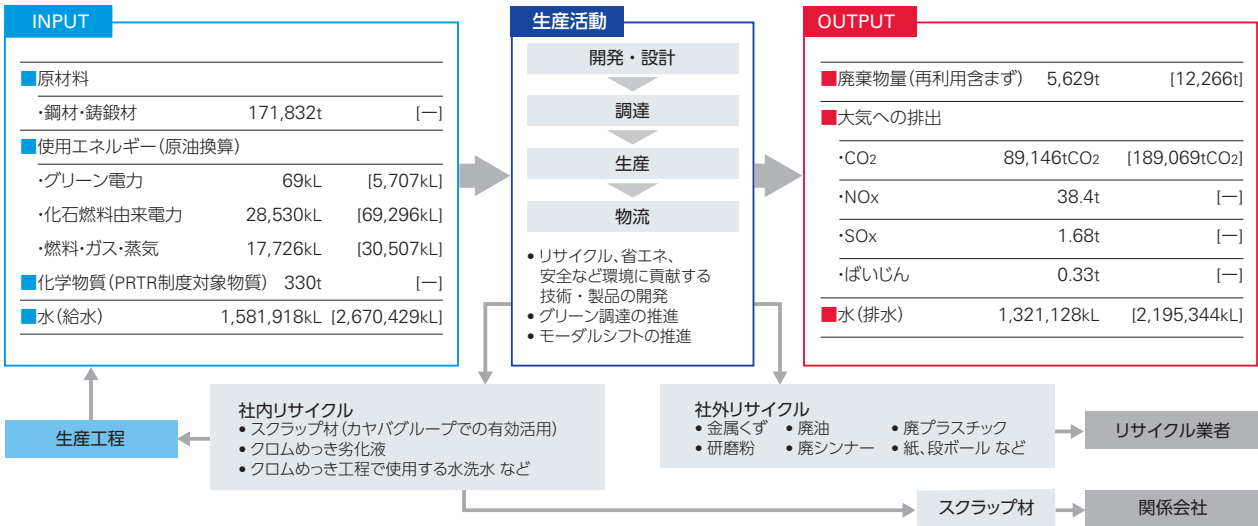 INPUT
■原材料
・鋼材・鋳鍛材 171,832t [—]
■使用エネルギー(原油換算)
・グリーン電力 69kL [5,707kL]
・化石燃料由来電力 28,530kL [69,296kL]
・燃料・ガス・蒸気 17,726kL [30,507kL]
■化学物質(PRTR制度対象物質) 330t [—]
■水(給水) 1,581,918kL [2,670,429kL]
生産活動
開発・設計
調達
生産
物流
• リサイクル、省エネ、
安全など環境に貢献する
技術・製品の開発
• グリーン調達の推進
• モーダルシフトの推進
OUTPUT
■廃棄物量(再利用含まず) 5,629t [12,266t]
■大気への排出
・CO2 89,146tCO2 [189,069tCO2]
・NOx 38.4t [—]
・SOx 1.68t [—]
・ばいじん 0.33t [—]
■水(排水) 1,321,128kL [2,195,344kL]
生産工程
社内リサイクル
• スクラップ材(カヤバグループでの有効活用)
• クロムめっき劣化液
• クロムめっき工程で使用する水洗水 など
社外リサイクル
• 金属くず • 廃油 • 廃プラスチック
• 研磨粉 • 廃シンナー • 紙、段ボール など
リサイクル業者
スクラップ材
関係会社